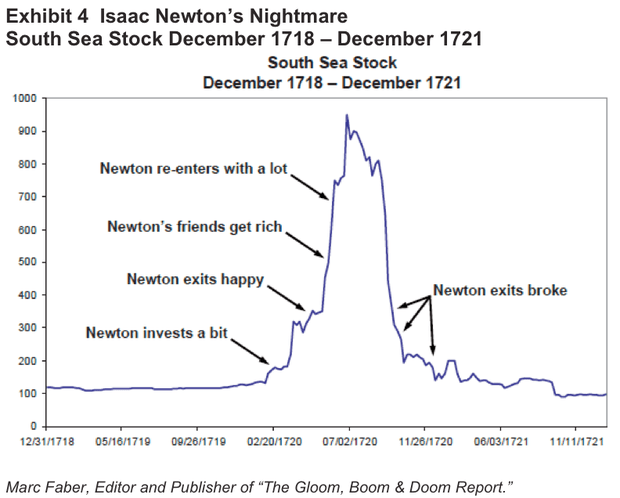 Exhibit 4  Isaac Newton's Nightmare
South Sea Stock December 1718 – December 1721
South Sea Stock
December 1718 – December 1721
1000
900
800
700
600
500
400
300
200
100
0
Newton re-enters with a lot
Newton's friends get rich
Newton exits happy
Newton exits broke
Newton invests a bit
12/31/1718
05/16/1719
09/26/1719
02/20/1720
07/02/1720
11/26/1720
06/03/1721
11/11/1721
Marc Faber, Editor and Publisher of “The Gloom, Boom & Doom Report.”